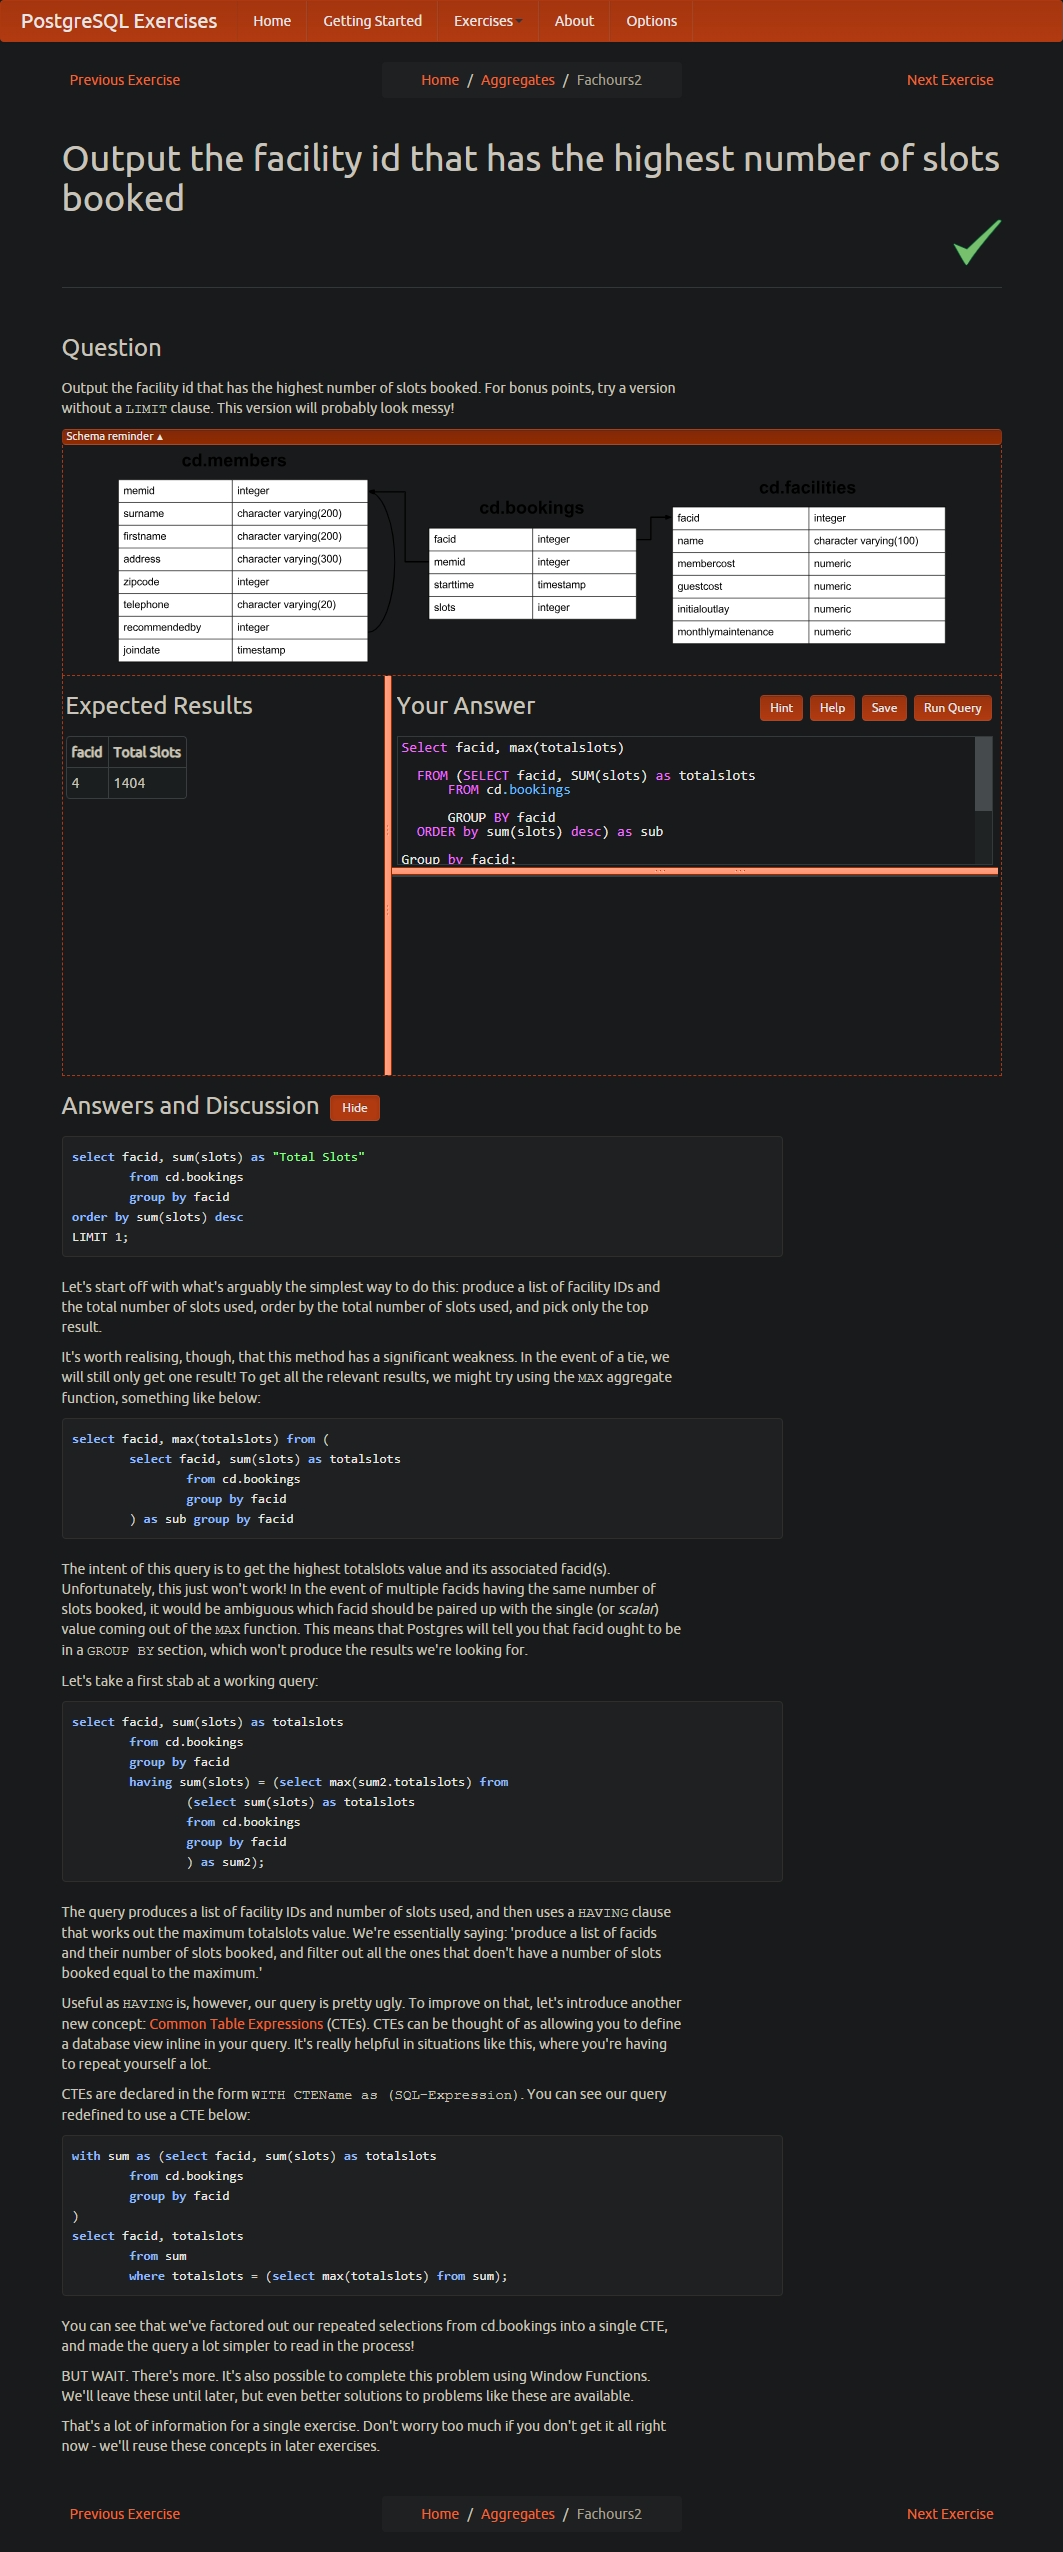 PostgreSQL Exercises Home Getting Started Exercises About Options
Previous Exercise Home / Aggregates / Fachours2 Next Exercise
Output the facility id that has the highest number of slots
booked
Question
Output the facility id that has the highest number of slots booked. For bonus points, try a version
without a LIMIT clause. This version will probably look messy!
Schema reminder ▴
cd.members
memid integer
surname character varying(200)
firstname character varying(200)
address character varying(300)
zipcode integer
telephone character varying(20)
recommendedby integer
joindate timestamp
cd.bookings
facid integer
memid integer
starttime timestamp
slots integer
cd.facilities
facid integer
name character varying(100)
membercost numeric
guestcost numeric
initialoutlay numeric
monthlymaintenance numeric
Expected Results
facid Total Slots
4 1404
Your Answer Hint Help Save Run Query
Select facid, max(totalslots)
FROM (SELECT facid, SUM(slots) as totalslots
FROM cd.bookings
GROUP BY facid
ORDER by sum(slots) desc) as sub
Group by facid;
Answers and Discussion Hide
select facid, sum(slots) as "Total Slots"
from cd.bookings
group by facid
order by sum(slots) desc
LIMIT 1;
Let's start off with what's arguably the simplest way to do this: produce a list of facility IDs and
the total number of slots used, order by the total number of slots used, and pick only the top
result.
It's worth realising, though, that this method has a significant weakness. In the event of a tie, we
will still only get one result! To get all the relevant results, we might try using the MAX aggregate
function, something like below:
select facid, max(totalslots) from (
select facid, sum(slots) as totalslots
from cd.bookings
group by facid
) as sub group by facid
The intent of this query is to get the highest totalslots value and its associated facid(s).
Unfortunately, this just won't work! In the event of multiple facids having the same number of
slots booked, it would be ambiguous which facid should be paired up with the single (or scalar)
value coming out of the MAX function. This means that Postgres will tell you that facid ought to be
in a GROUP BY section, which won't produce the results we're looking for.
Let's take a first stab at a working query:
select facid, sum(slots) as totalslots
from cd.bookings
group by facid
having sum(slots) = (select max(sum2.totalslots) from
(select sum(slots) as totalslots
from cd.bookings
group by facid
) as sum2);
The query produces a list of facility IDs and number of slots used, and then uses a HAVING clause
that works out the maximum totalslots value. We're essentially saying: 'produce a list of facids
and their number of slots booked, and filter out all the ones that doen't have a number of slots
booked equal to the maximum.'
Useful as HAVING is, however, our query is pretty ugly. To improve on that, let's introduce another
new concept: Common Table Expressions (CTEs). CTEs can be thought of as allowing you to define
a database view inline in your query. It's really helpful in situations like this, where you're having
to repeat yourself a lot.
CTEs are declared in the form WITH CTEName as (SQL-Expression). You can see our query
redefined to use a CTE below:
with sum as (select facid, sum(slots) as totalslots
from cd.bookings
group by facid
)
select facid, totalslots
from sum
where totalslots = (select max(totalslots) from sum);
You can see that we've factored out our repeated selections from cd.bookings into a single CTE,
and made the query a lot simpler to read in the process!
BUT WAIT. There's more. It's also possible to complete this problem using Window Functions.
We'll leave these until later, but even better solutions to problems like these are available.
That's a lot of information for a single exercise. Don't worry too much if you don't get it all right
now - we'll reuse these concepts in later exercises.
Previous Exercise Home / Aggregates / Fachours2 Next Exercise